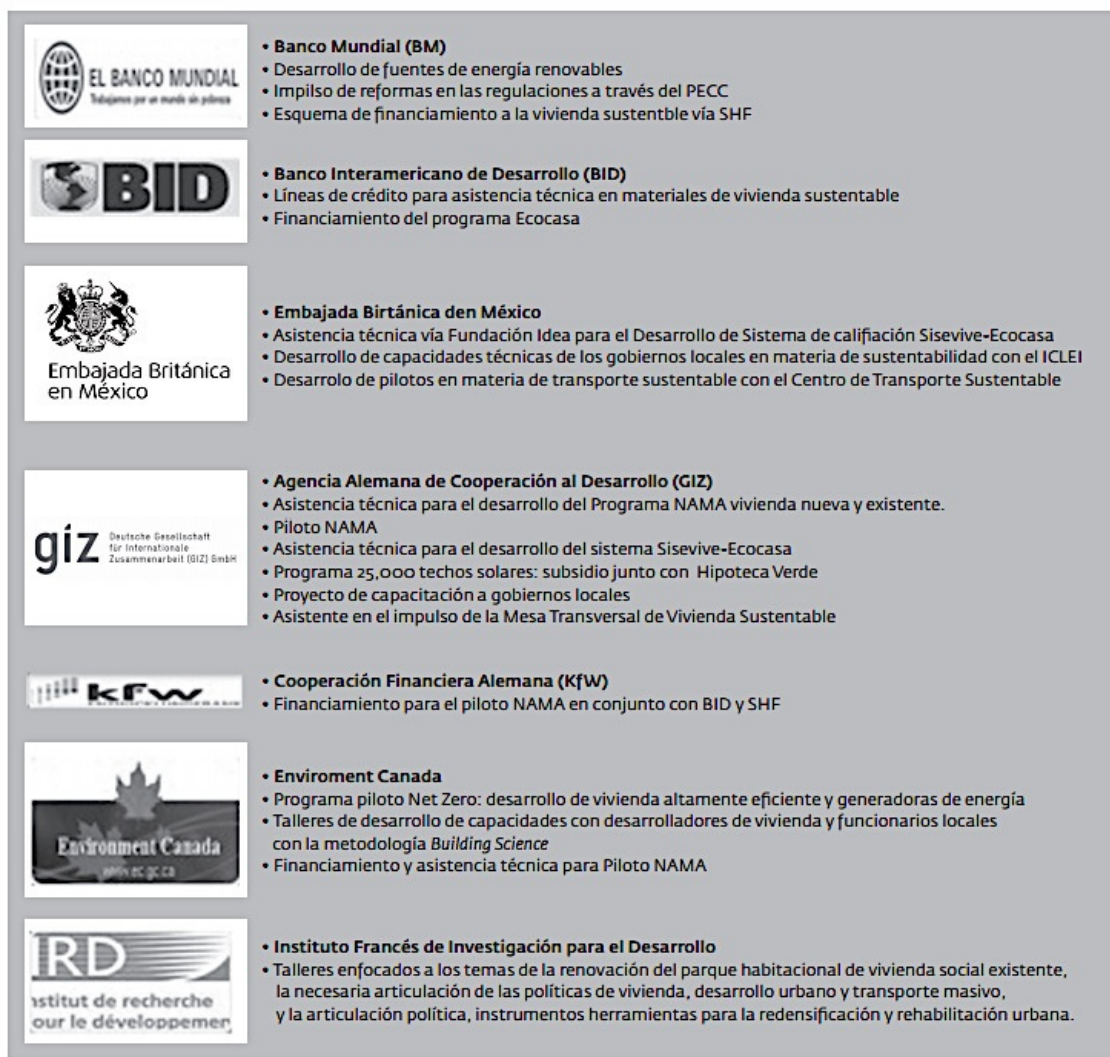 EL BANCO MUNDIAL
Trabajamos por un mundo sin pobreza
• Banco Mundial (BM)
• Desarrollo de fuentes de energía renovables
• Impilso de reformas en las regulaciones a través del PECC
• Esquema de financiamiento a la vivienda sustentble vía SHF
BID
• Banco Interamericano de Desarrollo (BID)
• Líneas de crédito para asistencia técnica en materiales de vivienda sustentable
• Financiamiento del programa Ecocasa
Embajada Británica
en México
• Embajada Birtánica den México
• Asistencia técnica vía Fundación Idea para el Desarrollo de Sistema de califiación Sisevive-Ecocasa
• Desarrollo de capacidades técnicas de los gobiernos locales en materia de sustentabilidad con el ICLEI
• Desarrolo de pilotos en materia de transporte sustentable con el Centro de Transporte Sustentable
giz
Deutsche Gesellschaft
für Internationale
Zusammenarbeit (GIZ) GmbH
• Agencia Alemana de Cooperación al Desarrollo (GIZ)
• Asistencia técnica para el desarrollo del Programa NAMA vivienda nueva y existente.
• Piloto NAMA
• Asistencia técnica para el desarrollo del sistema Sisevive-Ecocasa
• Programa 25,000 techos solares: subsidio junto con Hipoteca Verde
• Proyecto de capacitación a gobiernos locales
• Asistente en el impulso de la Mesa Transversal de Vivienda Sustentable
kfw
• Cooperación Financiera Alemana (KfW)
• Financiamiento para el piloto NAMA en conjunto con BID y SHF
Environment Canada
www.ec.gc.ca
• Enviroment Canada
• Programa piloto Net Zero: desarrollo de vivienda altamente eficiente y generadoras de energía
• Talleres de desarrollo de capacidades con desarrolladores de vivienda y funcionarios locales
con la metodología Building Science
• Financiamiento y asistencia técnica para Piloto NAMA
IRD
nstitut de recherche
our le développemen
• Instituto Francés de Investigación para el Desarrollo
• Talleres enfocados a los temas de la renovación del parque habitacional de vivienda social existente,
la necesaria articulación de las políticas de vivienda, desarrollo urbano y transporte masivo,
y la articulación política, instrumentos herramientas para la redensificación y rehabilitación urbana.